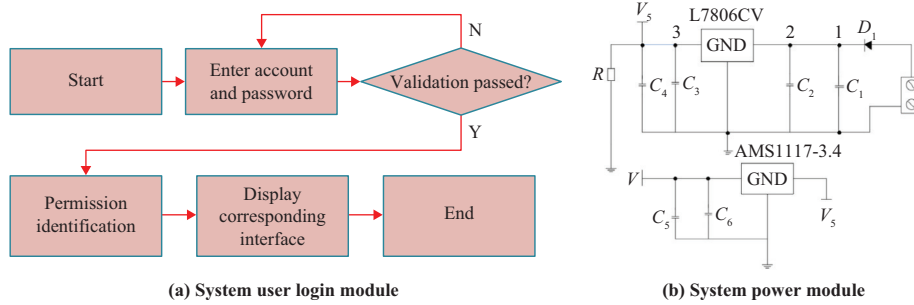 Start
Enter account
and password
Validation passed?
N
Y
Permission
identification
Display
corresponding
interface
End
(a) System user login module
V5
L7806CV
3
GND
2
1
D1
R
C4
C3
C2
C1
AMS1117-3.4
V
GND
C5
C6
V5
(b) System power module